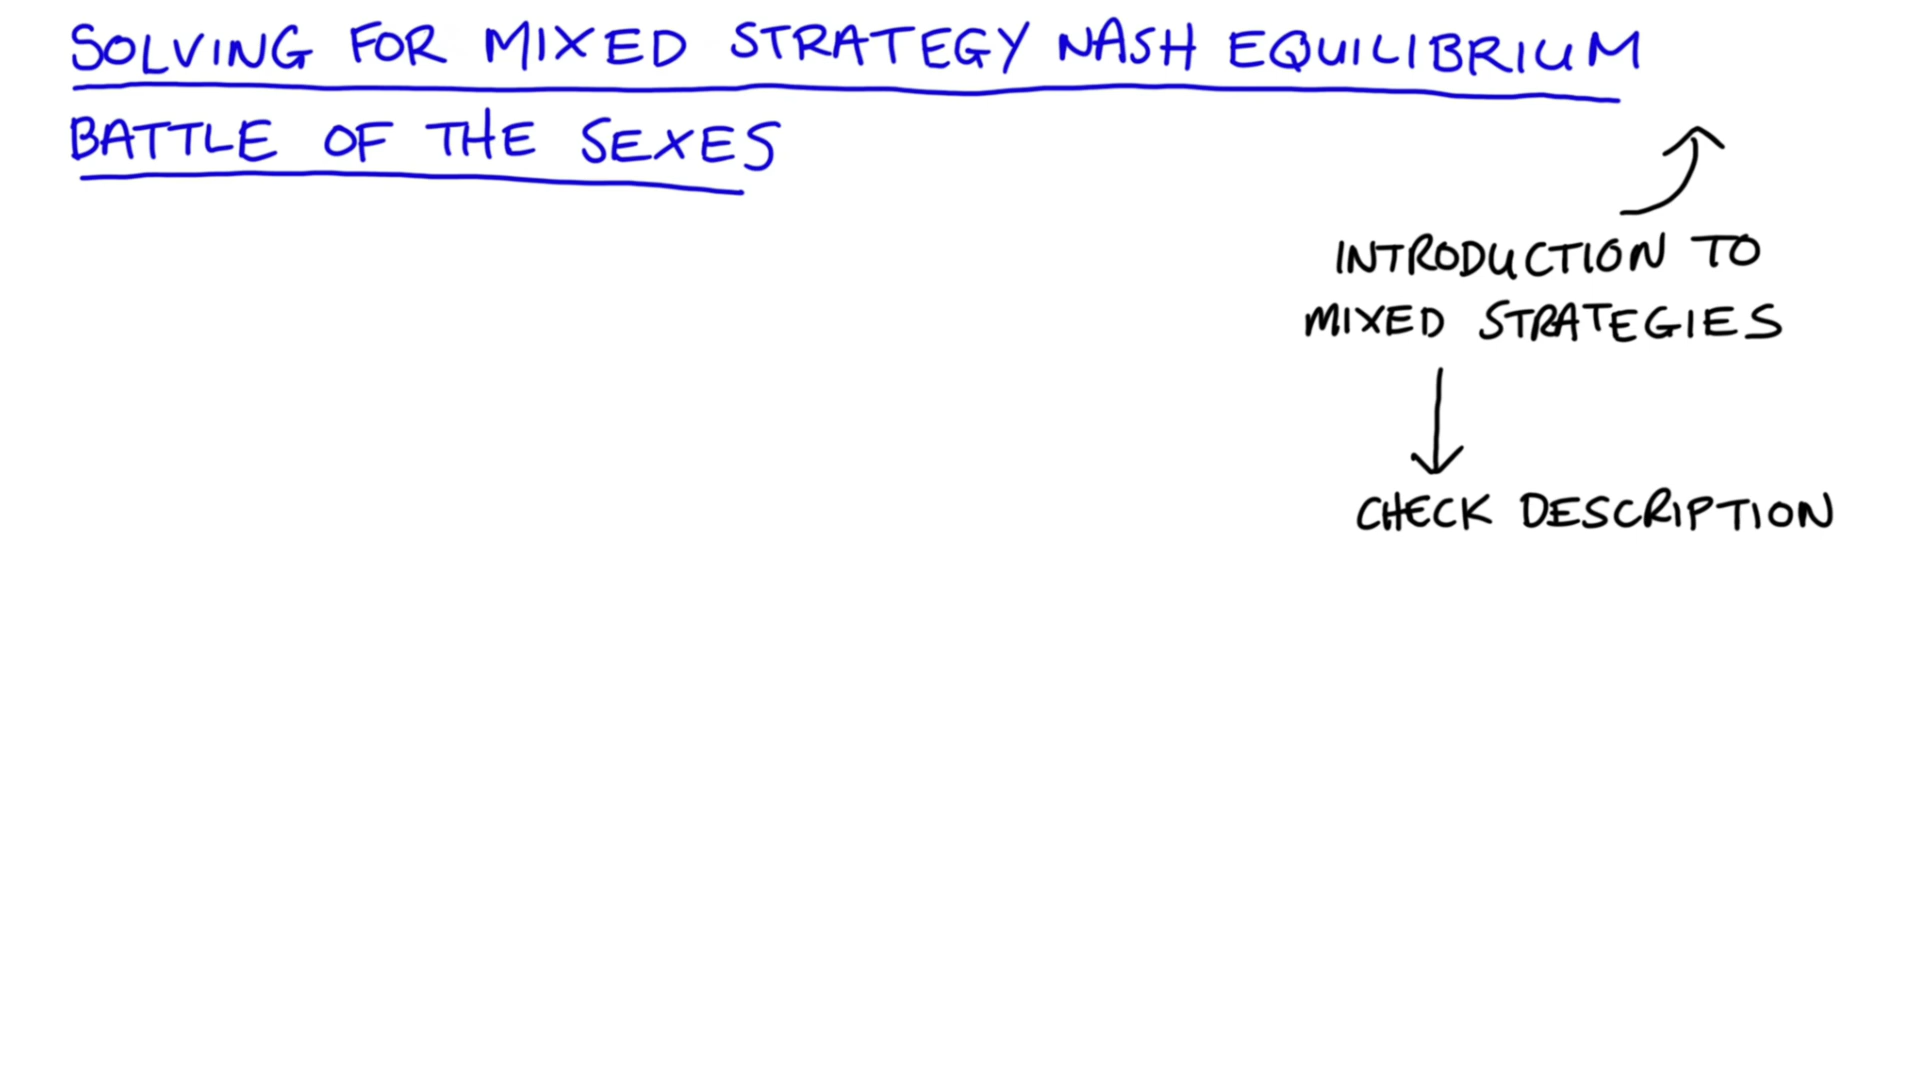 SOLVING FOR MIXED STRATEGY NASH EQUILIBRIUM
BATTLE OF THE SEXES
INTRODUCTION TO
MIXED STRATEGIES
CHECK DESCRIPTION